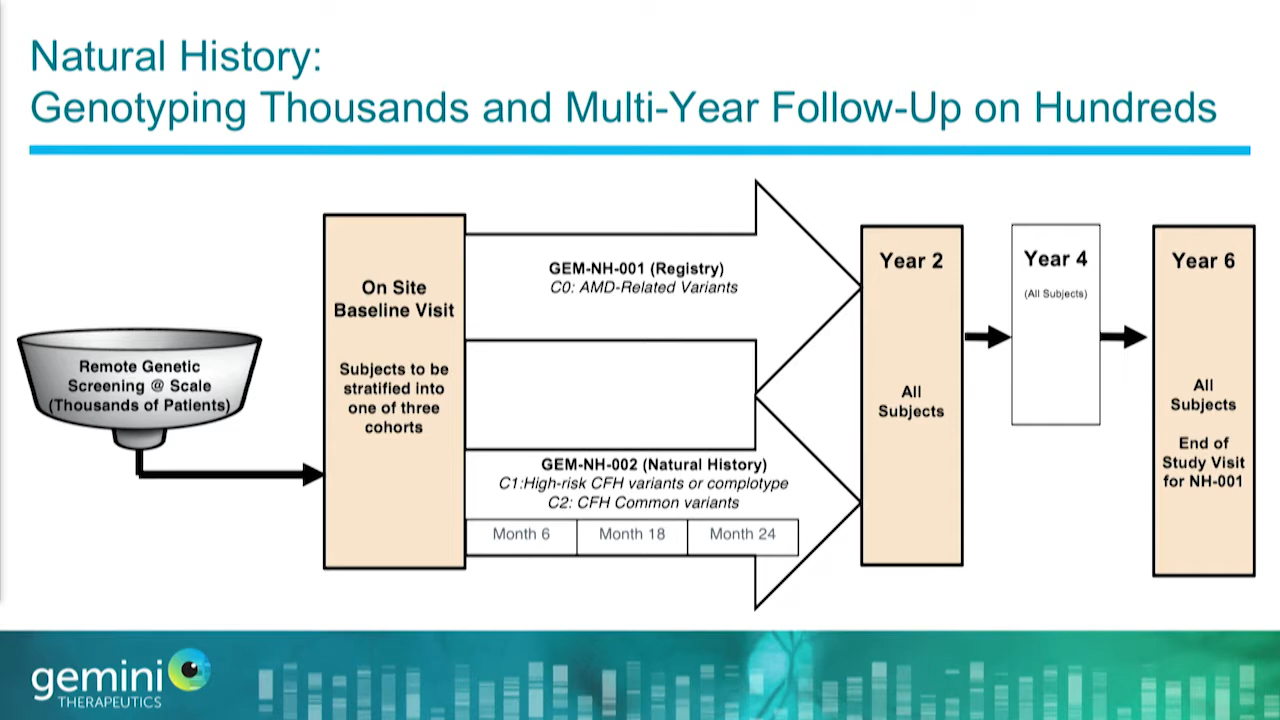 Natural History:
Genotyping Thousands and Multi-Year Follow-Up on Hundreds
Remote Genetic
Screening @ Scale
(Thousands of Patients)
On Site
Baseline Visit
Subjects to be
stratified into
one of three
cohorts
GEM-NH-001 (Registry)
C0: AMD-Related Variants
GEM-NH-002 (Natural History)
C1:High-risk CFH variants or complotype
C2: CFH Common variants
Month 6
Month 18
Month 24
Year 2
All
Subjects
Year 4
(All Subjects)
Year 6
All
Subjects
End of
Study Visit
for NH-001
gemini
THERAPEUTICS